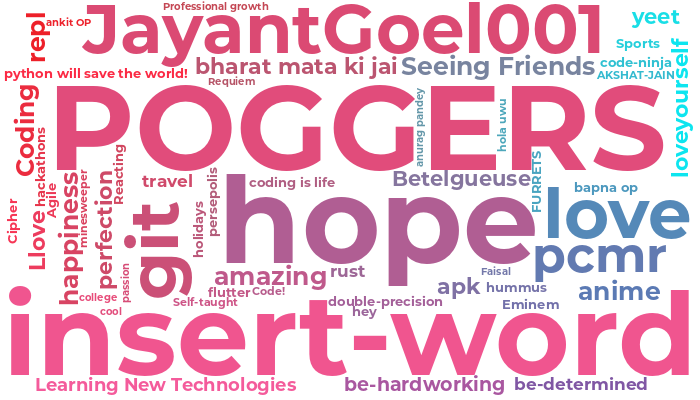 Professional growth
JayantGoel001
yeet
repl
ankit OP
Sports
bharat mata ki jai
Seeing Friends
code-ninja
python will save the world!
AKSHAT-JAIN
Requiem
loveyourself
Coding
POGGERS
anurag pandey
hola uwu
hackathons
Reacting
travel
coding is life
Betelgueuse
FURRETS
bapna op
Cipher
Llove
Agile
happiness
minesweeper
perfection
git
holidays
persepolis
hope
love
pcmr
passion
amazing
rust
Faisal
apk
hummus
anime
college
cool
Self-taught
flutter
Code!
double-precision
hey
Eminem
insert-word
Learning New Technologies
be-hardworking
be-determined